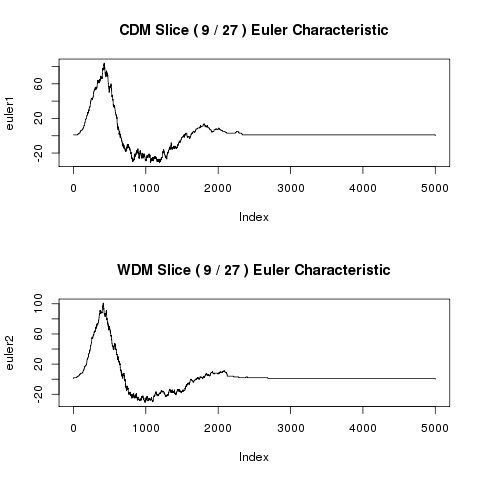 CDM Slice ( 9 / 27 ) Euler Characteristic
euler1
60
20
-20
0 1000 2000 3000 4000 5000
Index
WDM Slice ( 9 / 27 ) Euler Characteristic
euler2
100
60
20
-20
0 1000 2000 3000 4000 5000
Index